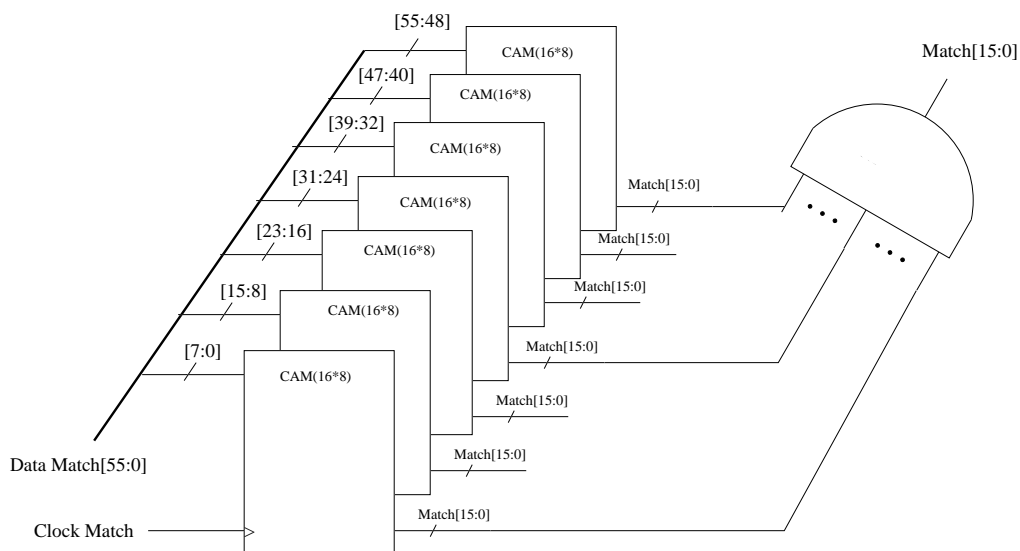 [55:48]
CAM(16*8)
Match[15:0]
[47:40]
CAM(16*8)
[39:32]
CAM(16*8)
[31:24]
CAM(16*8)
Match[15:0]
[23:16]
CAM(16*8)
Match[15:0]
[15:8]
CAM(16*8)
Match[15:0]
[7:0]
CAM(16*8)
Match[15:0]
Match[15:0]
Data Match[55:0]
Match[15:0]
Clock Match
Match[15:0]